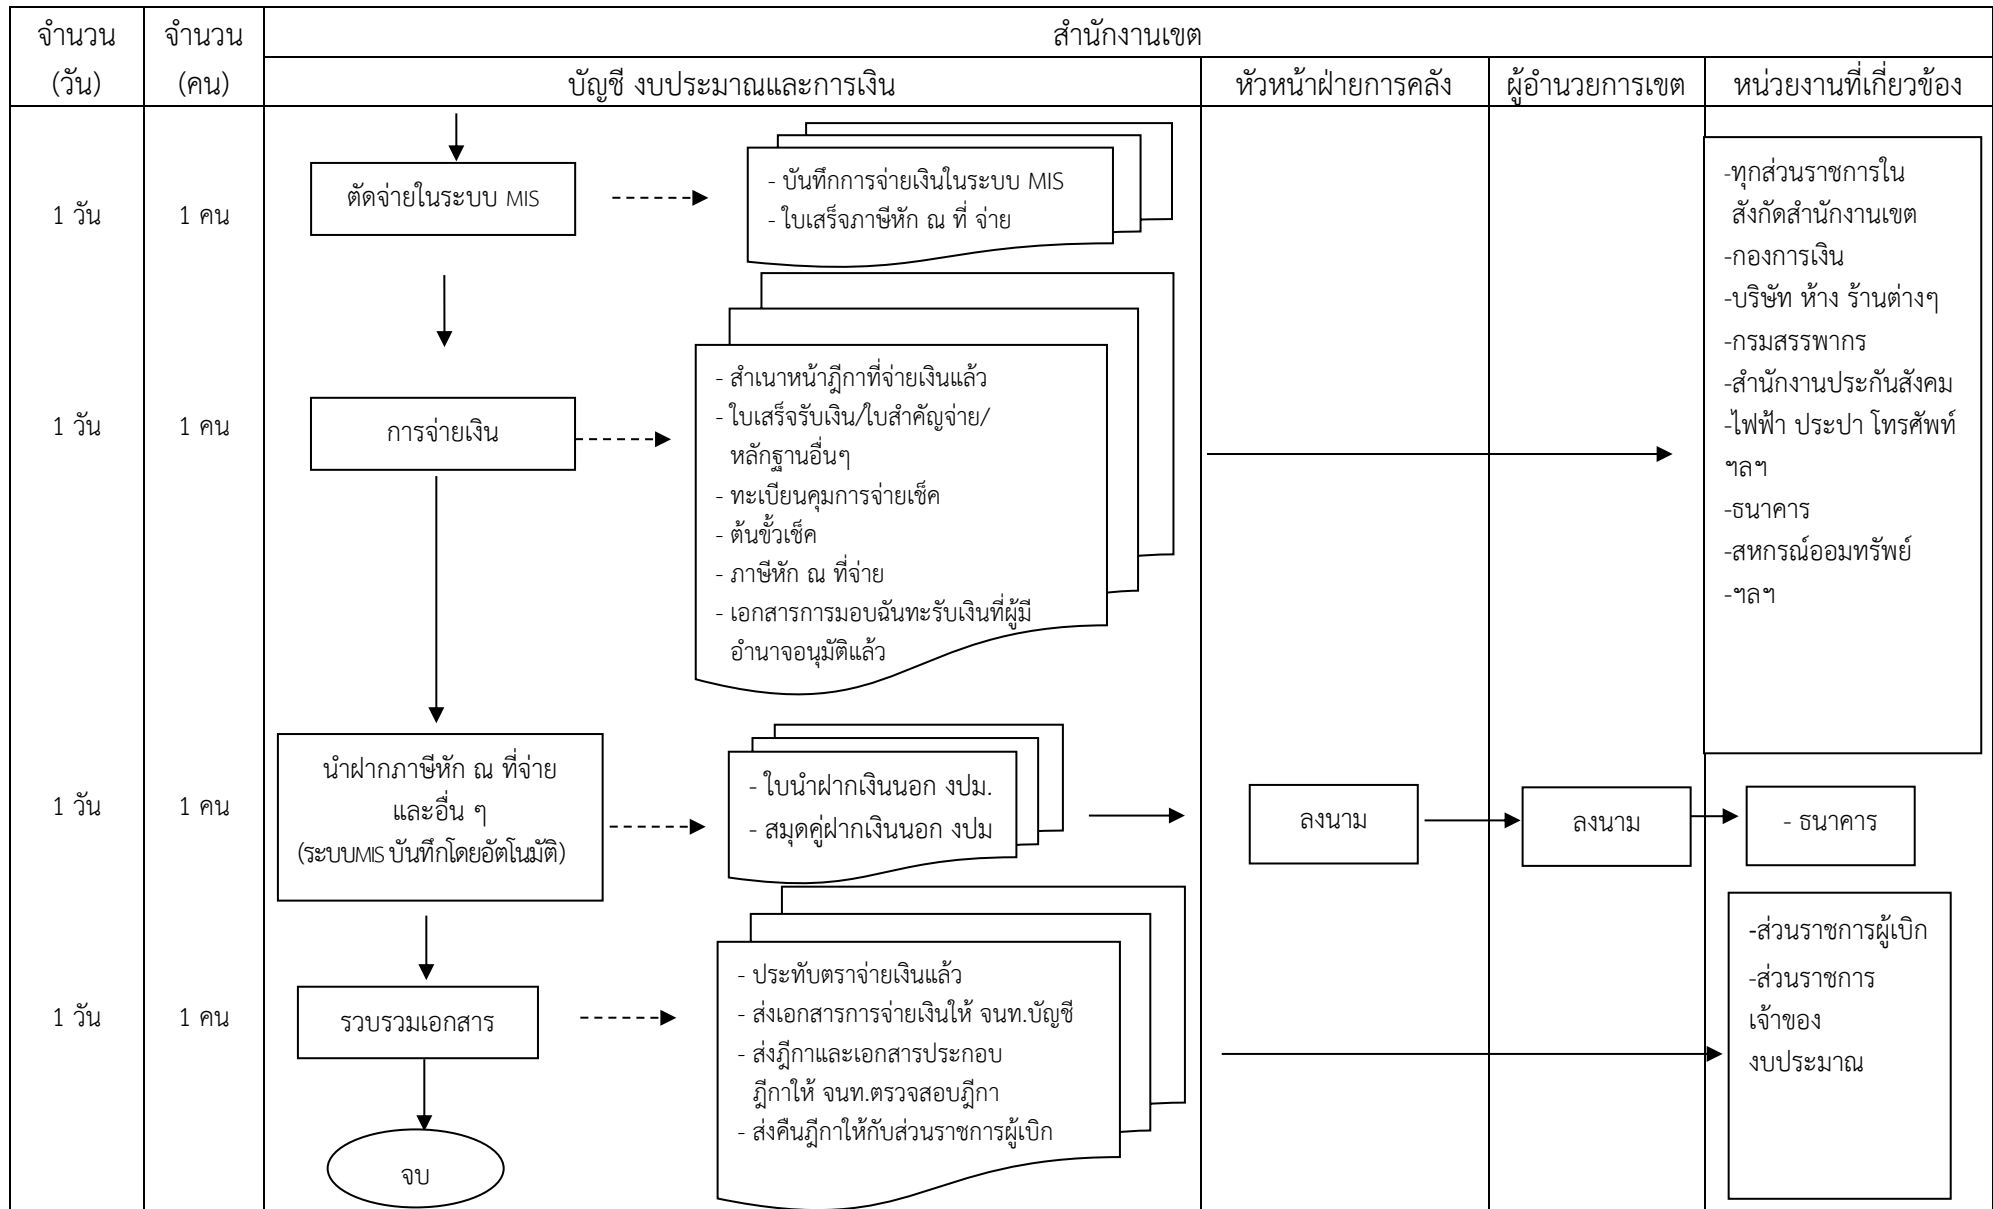 จำนวน
(วัน)
จำนวน
(คน)
สำนักงานเขต
บัญชี งบประมาณและการเงิน
หัวหน้าฝ่ายการคลัง
ผู้อำนวยการเขต
หน่วยงานที่เกี่ยวข้อง
1 วัน
1 คน
ตัดจ่ายในระบบ MIS
- บันทึกการจ่ายเงินในระบบ MIS
- ใบเสร็จภาษีหัก ณ ที่ จ่าย
-ทุกส่วนราชการใน
สังกัดสำนักงานเขต
-กองการเงิน
-บริษัท ห้าง ร้านต่างๆ
-กรมสรรพากร
-สำนักงานประกันสังคม
-ไฟฟ้า ประปา โทรศัพท์
ฯลฯ
-ธนาคาร
-สหกรณ์ออมทรัพย์
-ฯลฯ
1 วัน
1 คน
การจ่ายเงิน
- สำเนาหน้าฎีกาที่จ่ายเงินแล้ว
- ใบเสร็จรับเงิน/ใบสำคัญจ่าย/
หลักฐานอื่นๆ
- ทะเบียนคุมการจ่ายเช็ค
- ต้นขั้วเช็ค
- ภาษีหัก ณ ที่จ่าย
- เอกสารการมอบฉันทะรับเงินที่ผู้มี
อำนาจอนุมัติแล้ว
1 วัน
1 คน
นำฝากภาษีหัก ณ ที่จ่าย
และอื่น ๆ
(ระบบMIS บันทึกโดยอัตโนมัติ)
- ใบนำฝากเงินนอก งปม.
- สมุดคู่ฝากเงินนอก งปม
ลงนาม
ลงนาม
- ธนาคาร
1 วัน
1 คน
รวบรวมเอกสาร
- ประทับตราจ่ายเงินแล้ว
- ส่งเอกสารการจ่ายเงินให้ จนท.บัญชี
- ส่งฎีกาและเอกสารประกอบ
ฎีกาให้ จนท.ตรวจสอบฎีกา
- ส่งคืนฎีกาให้กับส่วนราชการผู้เบิก
-ส่วนราชการผู้เบิก
-ส่วนราชการ
เจ้าของ
งบประมาณ
จบ